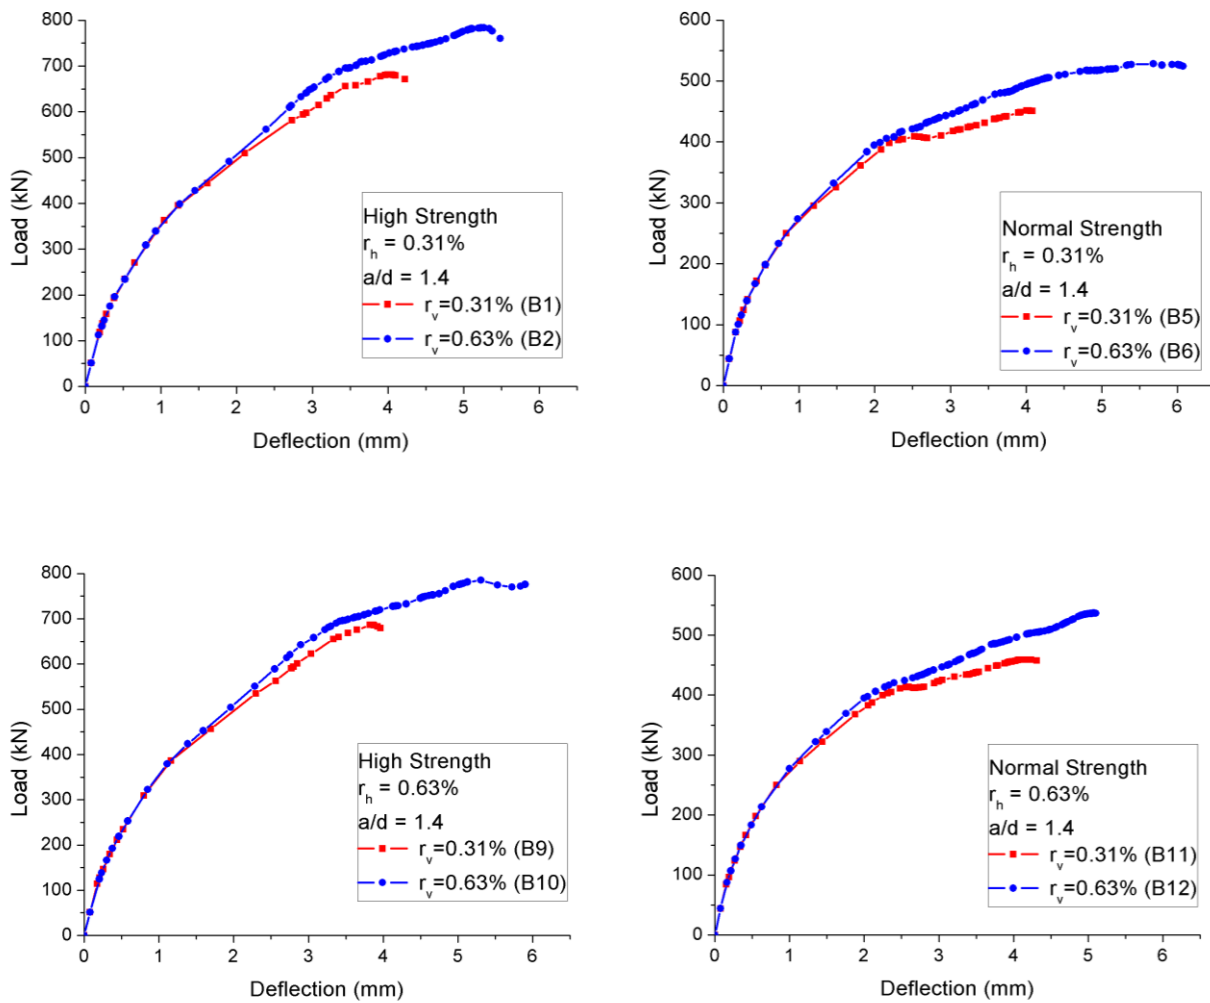 800
700
600
500
400
300
200
100
0
Load (kN)
High Strength
r_h = 0.31%
a/d = 1.4
r_v=0.31% (B1)
r_v=0.63% (B2)
0 1 2 3 4 5 6
Deflection (mm)
600
500
400
300
200
100
0
Load (kN)
Normal Strength
r_h = 0.31%
a/d = 1.4
r_v=0.31% (B5)
r_v=0.63% (B6)
0 1 2 3 4 5 6
Deflection (mm)
800
700
600
500
400
300
200
100
0
Load (kN)
High Strength
r_h = 0.63%
a/d = 1.4
r_v=0.31% (B9)
r_v=0.63% (B10)
0 1 2 3 4 5 6
Deflection (mm)
600
500
400
300
200
100
0
Load (kN)
Normal Strength
r_h = 0.63%
a/d = 1.4
r_v=0.31% (B11)
r_v=0.63% (B12)
0 1 2 3 4 5 6
Deflection (mm)